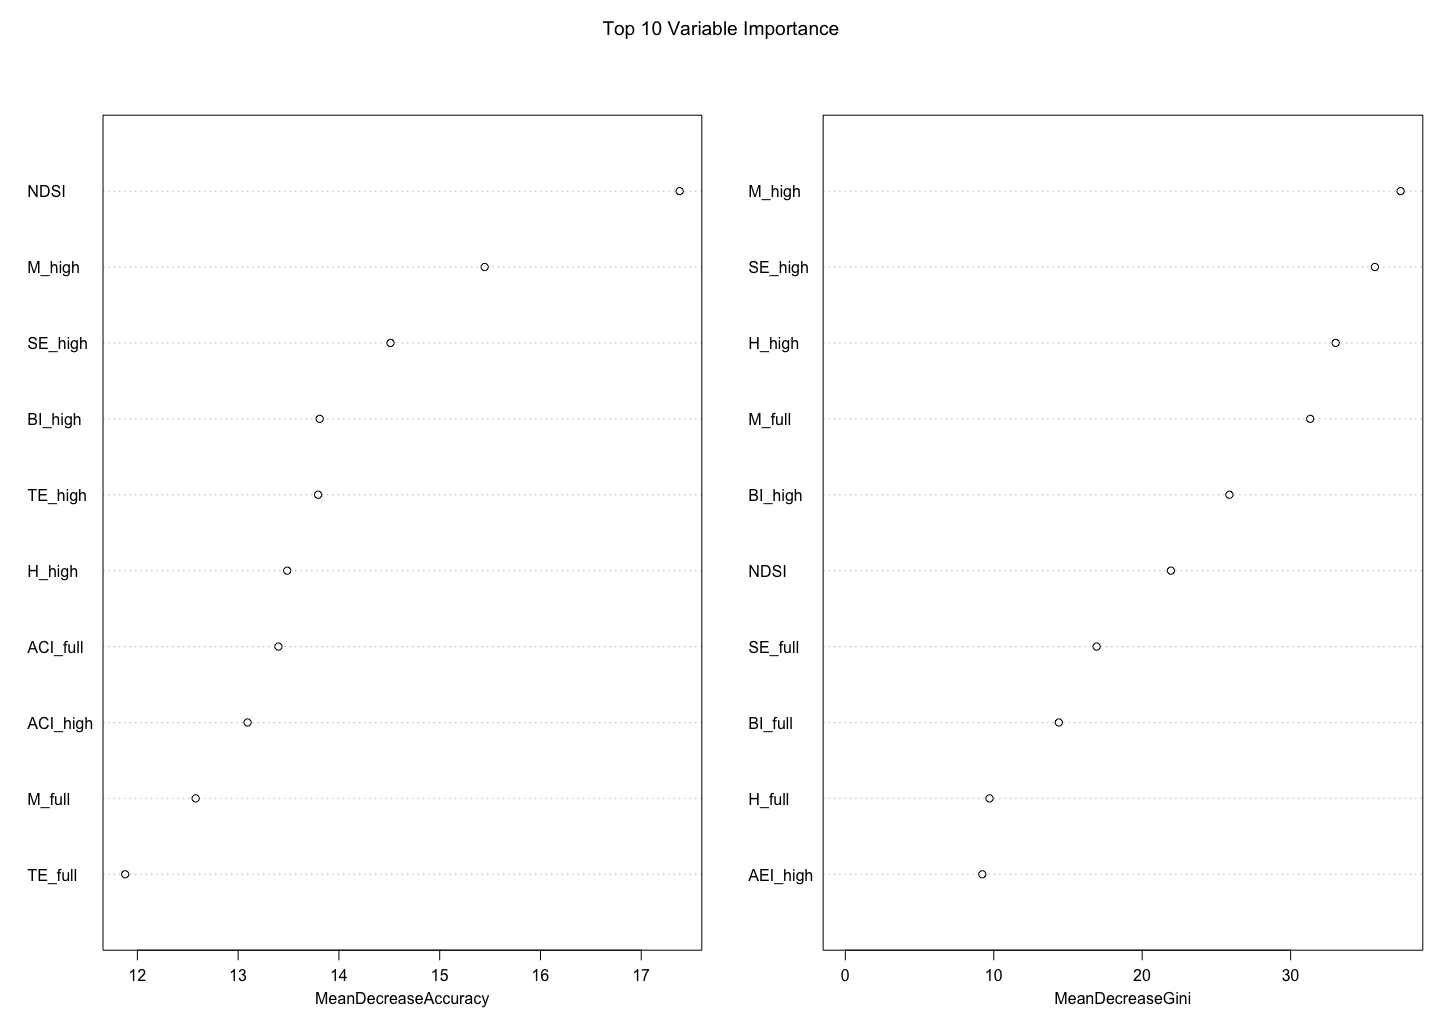 Top 10 Variable Importance
NDSI
M_high
SE_high
BI_high
TE_high
H_high
ACI_full
ACI_high
M_full
TE_full
12 13 14 15 16 17
MeanDecreaseAccuracy
M_high
SE_high
H_high
M_full
BI_high
NDSI
SE_full
BI_full
H_full
AEI_high
0 10 20 30
MeanDecreaseGini